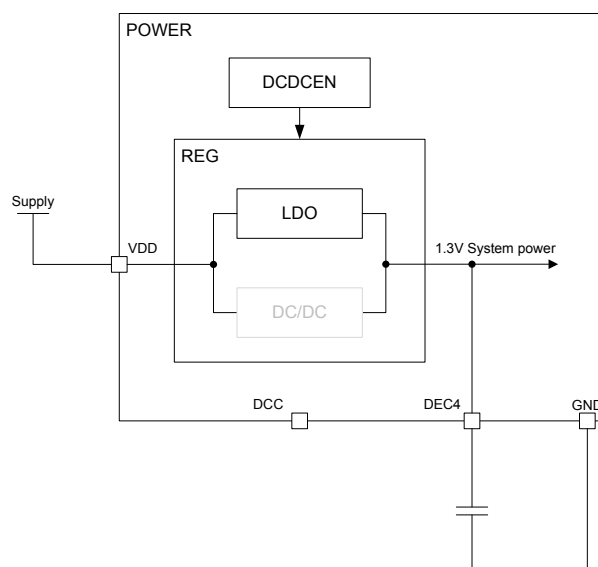 POWER
DCDCEN
REG
Supply
LDO
VDD
1.3V System power
DC/DC
DCC
DEC4
GND